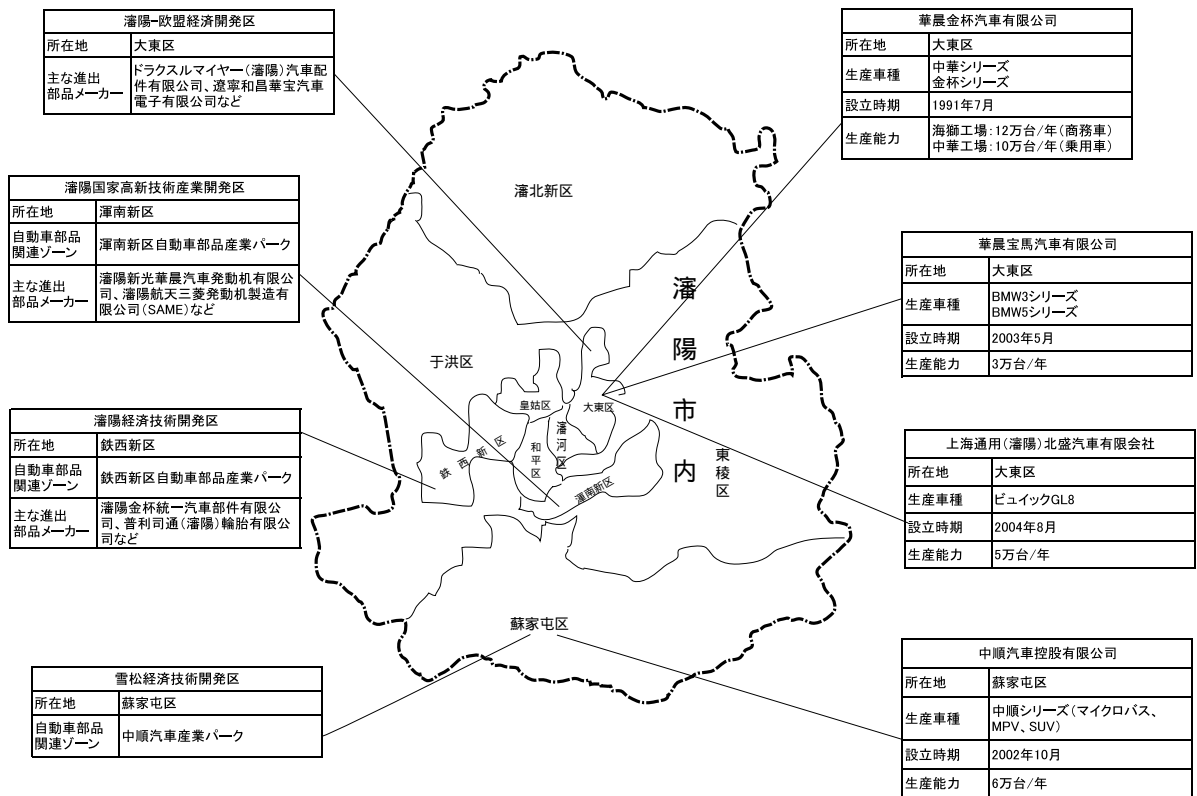 瀋陽−欧盟経済開発区
所在地 大東区
主な進出
部品メーカー
ドラクスルマイヤー（瀋陽）汽車配
件有限公司、遼寧和昌華宝汽車
電子有限公司など
瀋陽国家高新技術産業開発区
所在地 渾南新区
自動車部品
関連ゾーン
渾南新区自動車部品産業パーク
主な進出
部品メーカー
瀋陽新光華晨汽車発動机有限公
司、瀋陽航天三菱発動机製造有
限公司（SAME）など
瀋陽経済技術開発区
所在地 鉄西新区
自動車部品
関連ゾーン
鉄西新区自動車部品産業パーク
主な進出
部品メーカー
瀋陽金杯統一汽車部件有限公
司、普利司通（瀋陽）輪胎有限公
司など
雪松経済技術開発区
所在地 蘇家屯区
自動車部品
関連ゾーン
中順汽車産業パーク
瀋北新区
于洪区
皇姑区
大東区
瀋河区
和平区
鉄西新区
渾南新区
東稜区
蘇家屯区
瀋陽市内
華晨金杯汽車有限公司
所在地 大東区
生産車種
中華シリーズ
金杯シリーズ
設立時期 1991年7月
生産能力
海獅工場：12万台/年（商務車）
中華工場：10万台/年（乗用車）
華晨宝馬汽車有限公司
所在地 大東区
生産車種
BMW3シリーズ
BMW5シリーズ
設立時期 2003年5月
生産能力 3万台/年
上海通用（瀋陽）北盛汽車有限会社
所在地 大東区
生産車種 ビュイックGL8
設立時期 2004年8月
生産能力 5万台/年
中順汽車控股有限公司
所在地 蘇家屯区
生産車種
中順シリーズ（マイクロバス、
MPV、SUV）
設立時期 2002年10月
生産能力 6万台/年